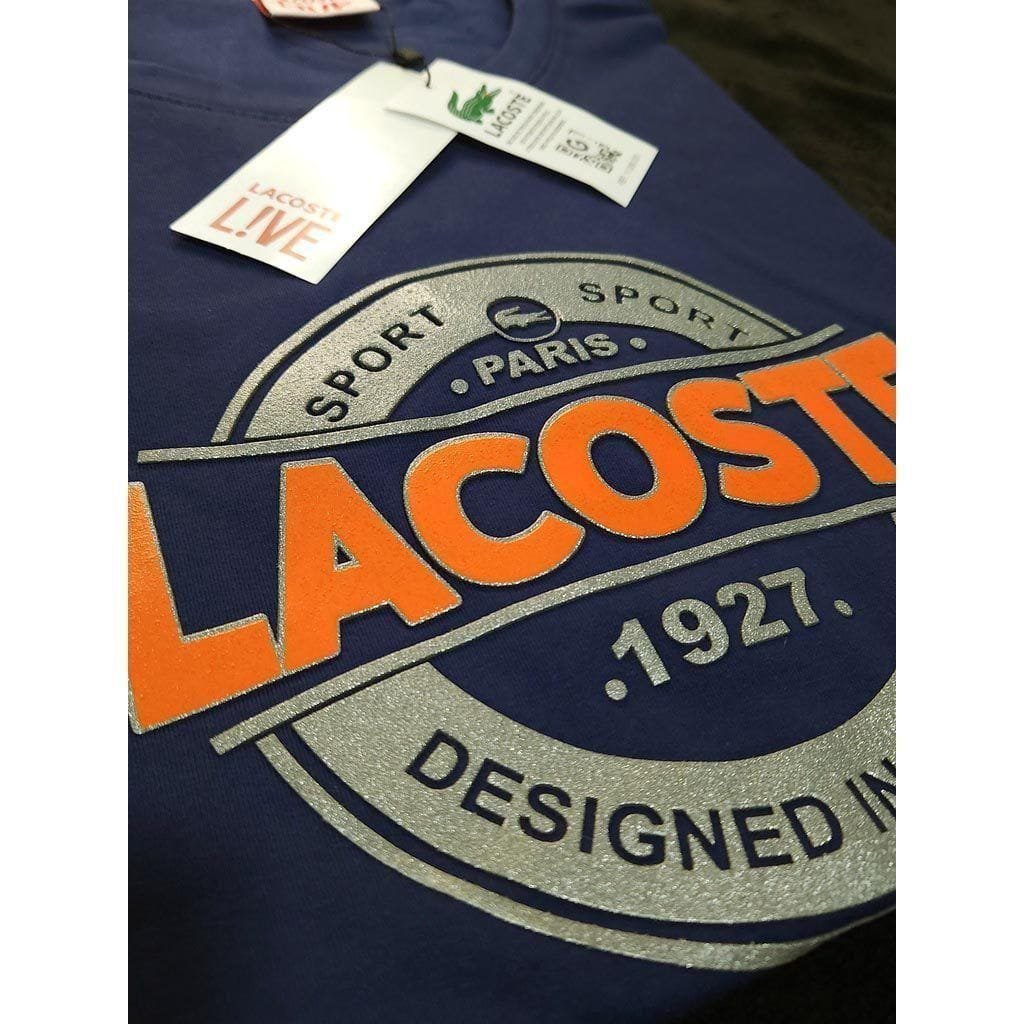 LACOSTE
LACOSTE
L!VE
SPORT SPORT
• PARIS •
LACOSTE
.1927.
DESIGNED IN